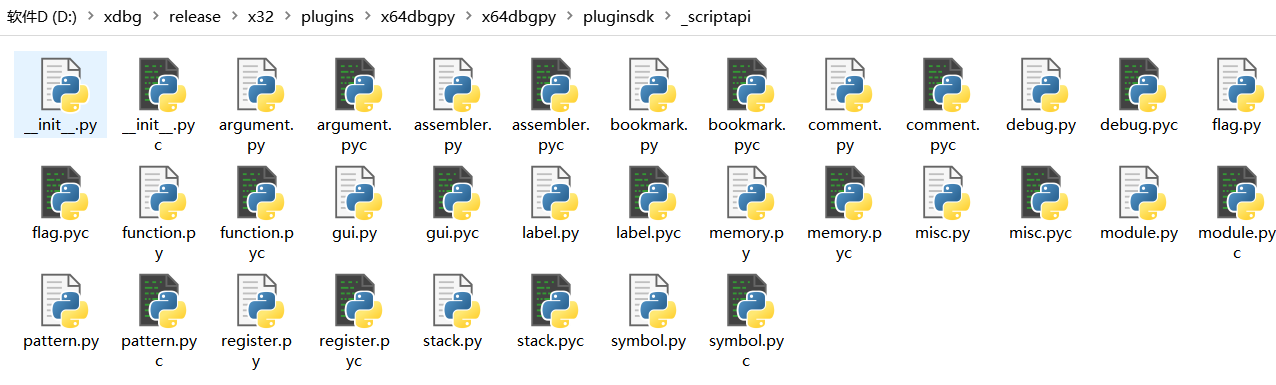 软件D (D:) > xdbg > release > x32 > plugins > x64dbgpy > x64dbgpy > pluginsdk > _scriptapi
__init__.py __init__.pyc argument.py argument.pyc assembler.py assembler.pyc bookmark.py bookmark.pyc comment.py comment.pyc debug.py debug.pyc flag.py
flag.pyc function.py function.pyc gui.py gui.pyc label.py label.pyc memory.py memory.pyc misc.py misc.pyc module.py module.pyc
pattern.py pattern.pyc register.py register.pyc stack.py stack.pyc symbol.py symbol.pyc